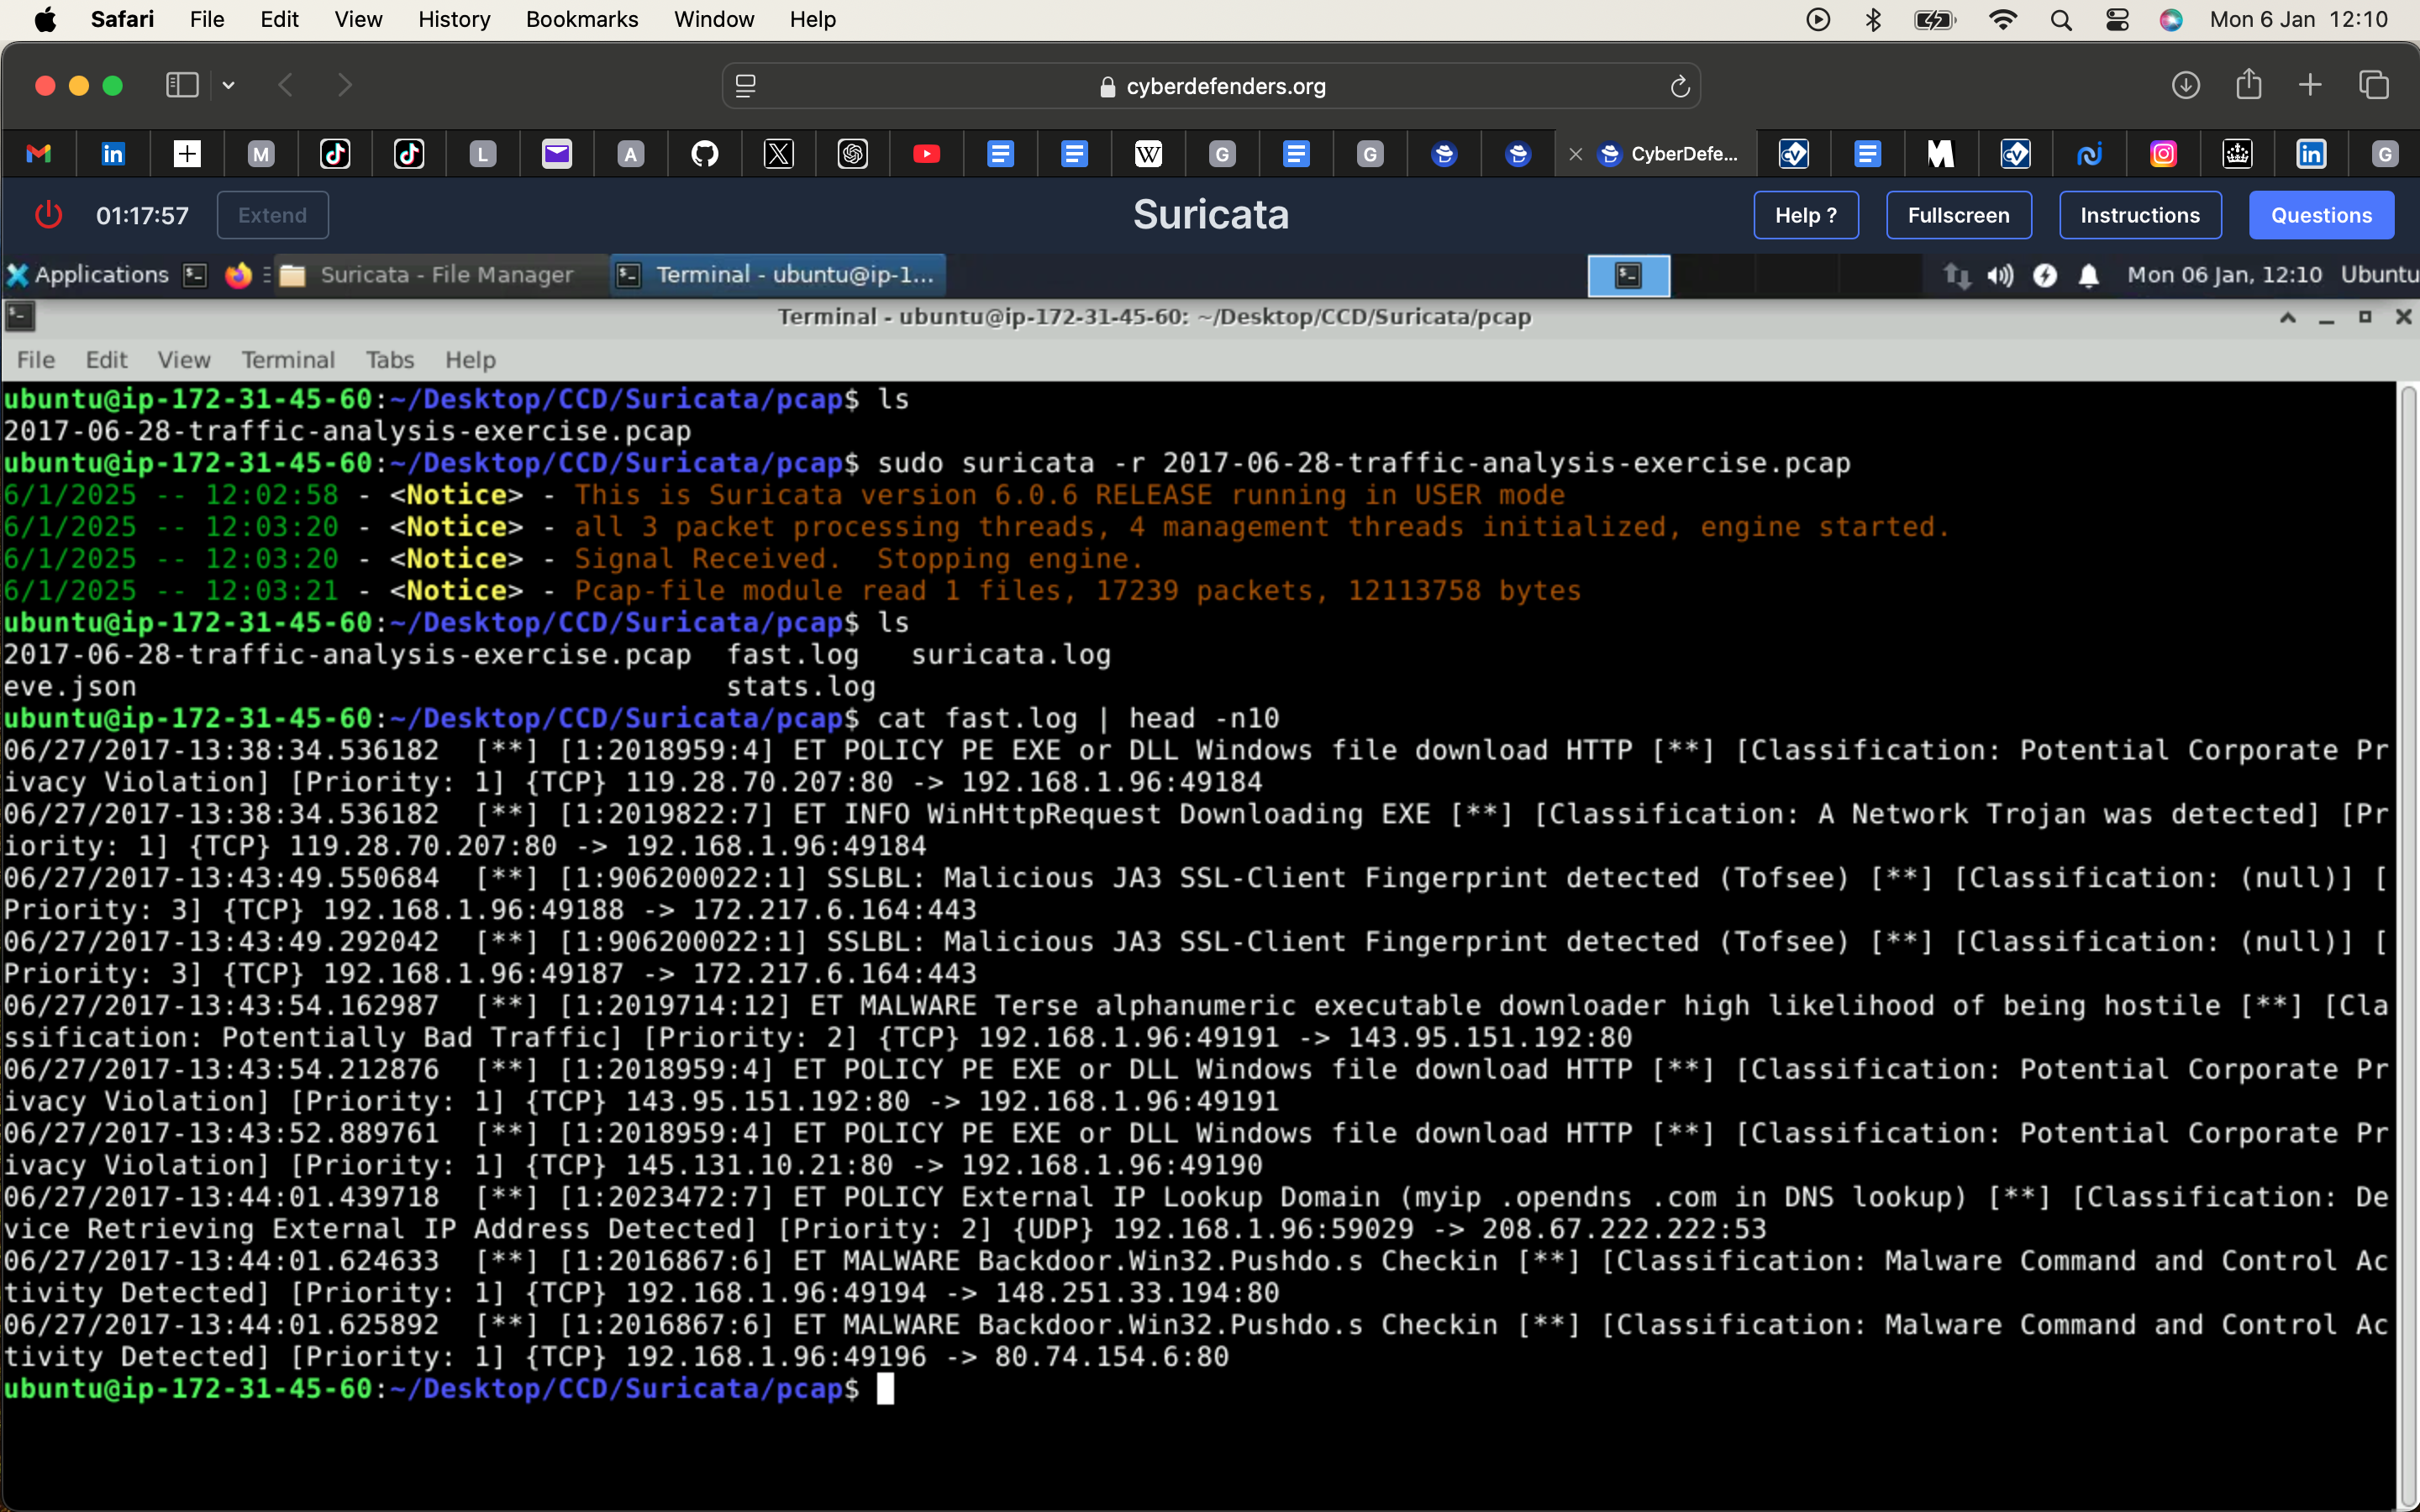 Safari File Edit View History Bookmarks Window Help Mon 6 Jan 12:10
cyberdefenders.org
M L A W G G CyberDefe... G
01:17:57 Extend Suricata Help ? Fullscreen Instructions Questions
Applications Suricata - File Manager Terminal - ubuntu@ip-1... Mon 06 Jan, 12:10 Ubuntu
Terminal - ubuntu@ip-172-31-45-60: ~/Desktop/CCD/Suricata/pcap
File Edit View Terminal Tabs Help
ubuntu@ip-172-31-45-60:~/Desktop/CCD/Suricata/pcap$ ls
2017-06-28-traffic-analysis-exercise.pcap
ubuntu@ip-172-31-45-60:~/Desktop/CCD/Suricata/pcap$ sudo suricata -r 2017-06-28-traffic-analysis-exercise.pcap
6/1/2025 -- 12:02:58 - <Notice> - This is Suricata version 6.0.6 RELEASE running in USER mode
6/1/2025 -- 12:03:20 - <Notice> - all 3 packet processing threads, 4 management threads initialized, engine started.
6/1/2025 -- 12:03:20 - <Notice> - Signal Received.  Stopping engine.
6/1/2025 -- 12:03:21 - <Notice> - Pcap-file module read 1 files, 17239 packets, 12113758 bytes
ubuntu@ip-172-31-45-60:~/Desktop/CCD/Suricata/pcap$ ls
2017-06-28-traffic-analysis-exercise.pcap  fast.log   suricata.log
eve.json                                   stats.log
ubuntu@ip-172-31-45-60:~/Desktop/CCD/Suricata/pcap$ cat fast.log | head -n10
06/27/2017-13:38:34.536182  [**] [1:2018959:4] ET POLICY PE EXE or DLL Windows file download HTTP [**] [Classification: Potential Corporate Pr
ivacy Violation] [Priority: 1] {TCP} 119.28.70.207:80 -> 192.168.1.96:49184
06/27/2017-13:38:34.536182  [**] [1:2019822:7] ET INFO WinHttpRequest Downloading EXE [**] [Classification: A Network Trojan was detected] [Pr
iority: 1] {TCP} 119.28.70.207:80 -> 192.168.1.96:49184
06/27/2017-13:43:49.550684  [**] [1:906200022:1] SSLBL: Malicious JA3 SSL-Client Fingerprint detected (Tofsee) [**] [Classification: (null)] [
Priority: 3] {TCP} 192.168.1.96:49188 -> 172.217.6.164:443
06/27/2017-13:43:49.292042  [**] [1:906200022:1] SSLBL: Malicious JA3 SSL-Client Fingerprint detected (Tofsee) [**] [Classification: (null)] [
Priority: 3] {TCP} 192.168.1.96:49187 -> 172.217.6.164:443
06/27/2017-13:43:54.162987  [**] [1:2019714:12] ET MALWARE Terse alphanumeric executable downloader high likelihood of being hostile [**] [Cla
ssification: Potentially Bad Traffic] [Priority: 2] {TCP} 192.168.1.96:49191 -> 143.95.151.192:80
06/27/2017-13:43:54.212876  [**] [1:2018959:4] ET POLICY PE EXE or DLL Windows file download HTTP [**] [Classification: Potential Corporate Pr
ivacy Violation] [Priority: 1] {TCP} 143.95.151.192:80 -> 192.168.1.96:49191
06/27/2017-13:43:52.889761  [**] [1:2018959:4] ET POLICY PE EXE or DLL Windows file download HTTP [**] [Classification: Potential Corporate Pr
ivacy Violation] [Priority: 1] {TCP} 145.131.10.21:80 -> 192.168.1.96:49190
06/27/2017-13:44:01.439718  [**] [1:2023472:7] ET POLICY External IP Lookup Domain (myip .opendns .com in DNS lookup) [**] [Classification: De
vice Retrieving External IP Address Detected] [Priority: 2] {UDP} 192.168.1.96:59029 -> 208.67.222.222:53
06/27/2017-13:44:01.624633  [**] [1:2016867:6] ET MALWARE Backdoor.Win32.Pushdo.s Checkin [**] [Classification: Malware Command and Control Ac
tivity Detected] [Priority: 1] {TCP} 192.168.1.96:49194 -> 148.251.33.194:80
06/27/2017-13:44:01.625892  [**] [1:2016867:6] ET MALWARE Backdoor.Win32.Pushdo.s Checkin [**] [Classification: Malware Command and Control Ac
tivity Detected] [Priority: 1] {TCP} 192.168.1.96:49196 -> 80.74.154.6:80
ubuntu@ip-172-31-45-60:~/Desktop/CCD/Suricata/pcap$